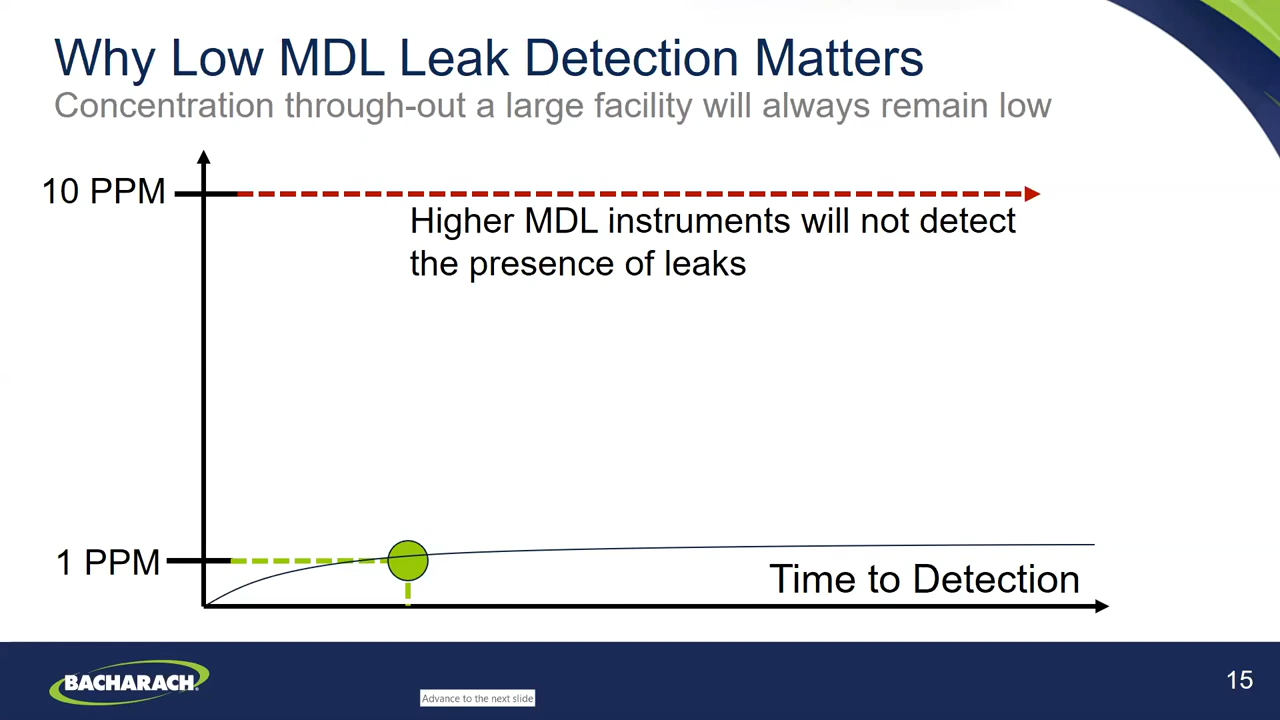 Why Low MDL Leak Detection Matters
Concentration through-out a large facility will always remain low
10 PPM
Higher MDL instruments will not detect
the presence of leaks
1 PPM
Time to Detection
BACHARACH®
Advance to the next slide
15